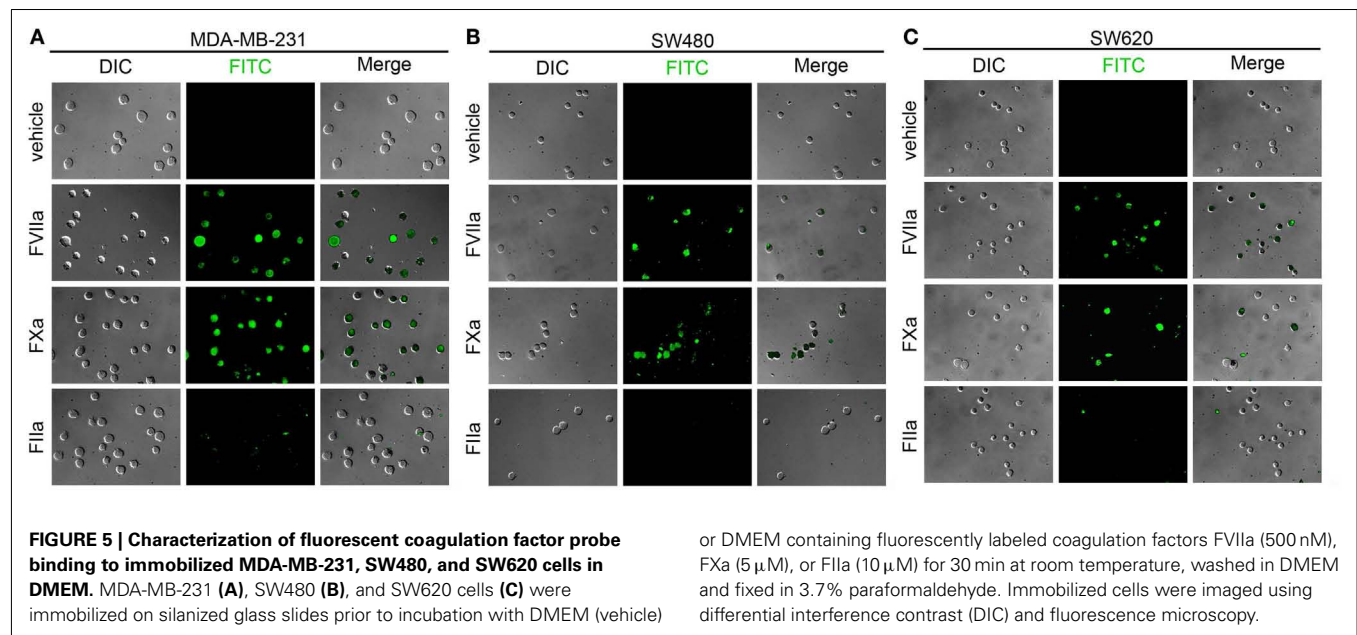 A
MDA-MB-231
DIC FITC Merge
vehicle
FVIIa
FXa
FIIa
B
SW480
DIC FITC Merge
vehicle
FVIIa
FXa
FIIa
C
SW620
DIC FITC Merge
vehicle
FVIIa
FXa
FIIa
FIGURE 5 | Characterization of fluorescent coagulation factor probe
binding to immobilized MDA-MB-231, SW480, and SW620 cells in
DMEM. MDA-MB-231 (A), SW480 (B), and SW620 cells (C) were
immobilized on silanized glass slides prior to incubation with DMEM (vehicle)
or DMEM containing fluorescently labeled coagulation factors FVIIa (500 nM),
FXa (5 μM), or FIIa (10 μM) for 30 min at room temperature, washed in DMEM
and fixed in 3.7% paraformaldehyde. Immobilized cells were imaged using
differential interference contrast (DIC) and fluorescence microscopy.